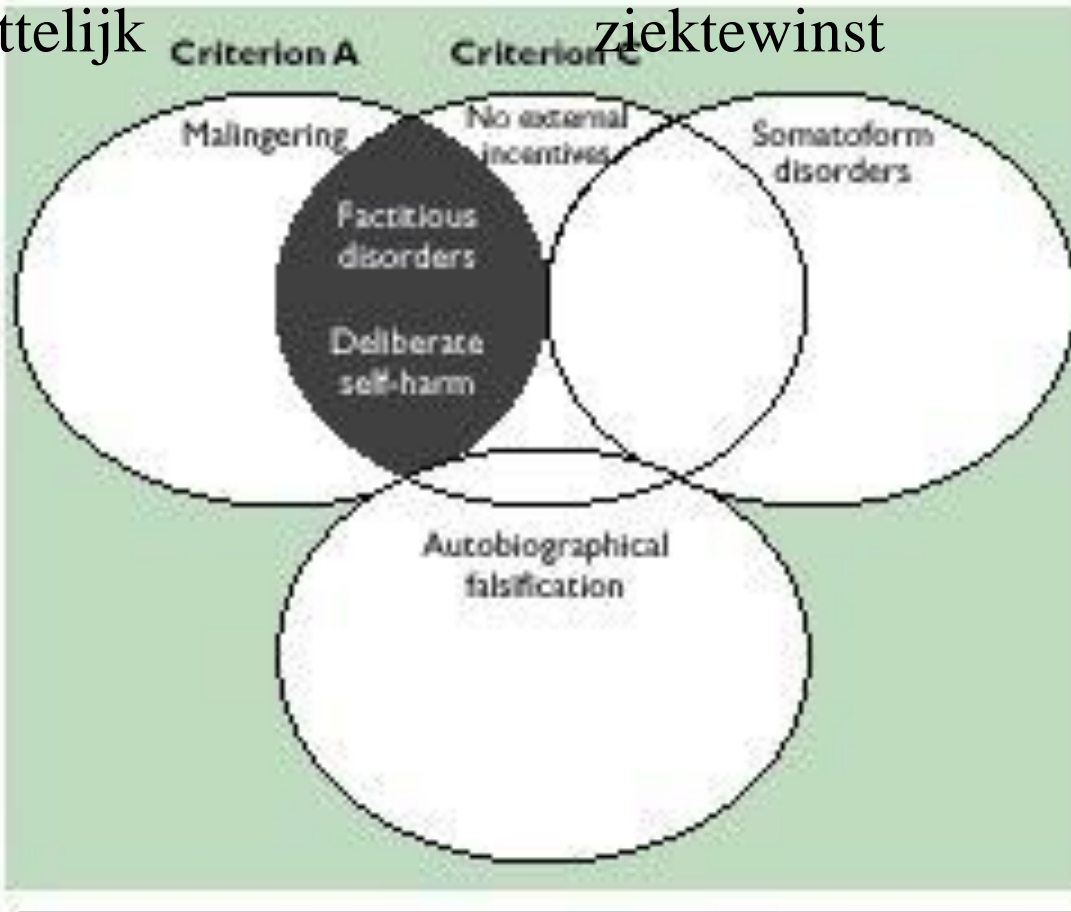 ttelijk ziektewinst
Criterion A Criterion C
Malingering
No external
incentives
Somatoform
disorders
Factitious
disorders
Deliberate
self-harm
Autobiographical
falsification